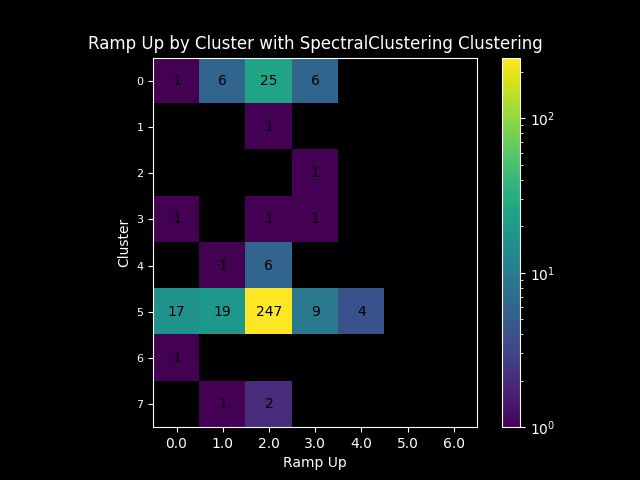 Ramp Up by Cluster with SpectralClustering Clustering
0 1 6 25 6
1 1
2 1
3 1 1 1
4 1 6
5 17 19 247 9 4
6 1
7 1 2
0.0 1.0 2.0 3.0 4.0 5.0 6.0
Ramp Up
Cluster
10²
10¹
10⁰